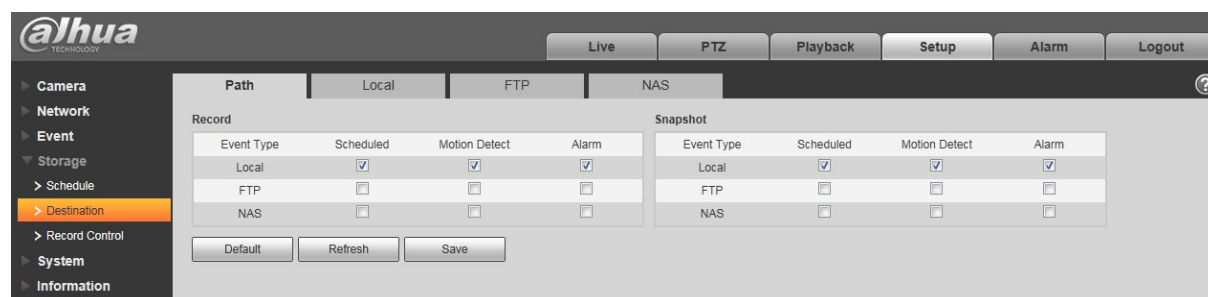 alhua
TECHNOLOGY
Live PTZ Playback Setup Alarm Logout
Camera
Network
Event
Storage
> Schedule
> Destination
> Record Control
System
Information
Path Local FTP NAS
?
Record
Event Type Scheduled Motion Detect Alarm
Local
FTP
NAS
Snapshot
Event Type Scheduled Motion Detect Alarm
Local
FTP
NAS
Default Refresh Save